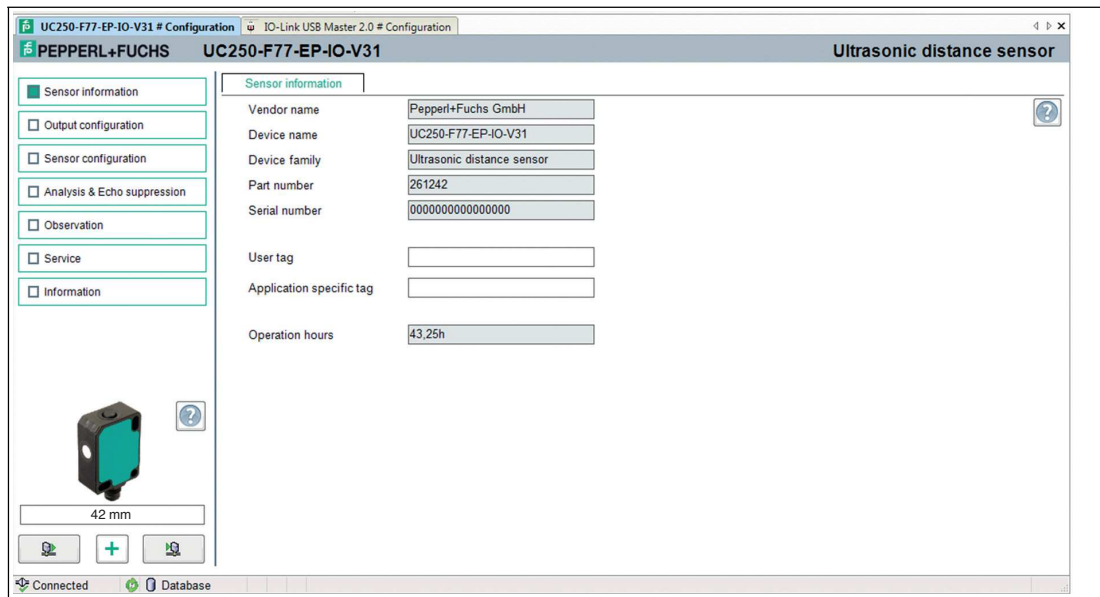 UC250-F77-EP-IO-V31 # Configuration
IO-Link USB Master 2.0 # Configuration
PEPPERL+FUCHS UC250-F77-EP-IO-V31 Ultrasonic distance sensor
Sensor information
Output configuration
Sensor configuration
Analysis & Echo suppression
Observation
Service
Information
42 mm
Sensor information
Vendor name Pepperl+Fuchs GmbH
Device name UC250-F77-EP-IO-V31
Device family Ultrasonic distance sensor
Part number 261242
Serial number 0000000000000000
User tag
Application specific tag
Operation hours 43,25h
Connected Database